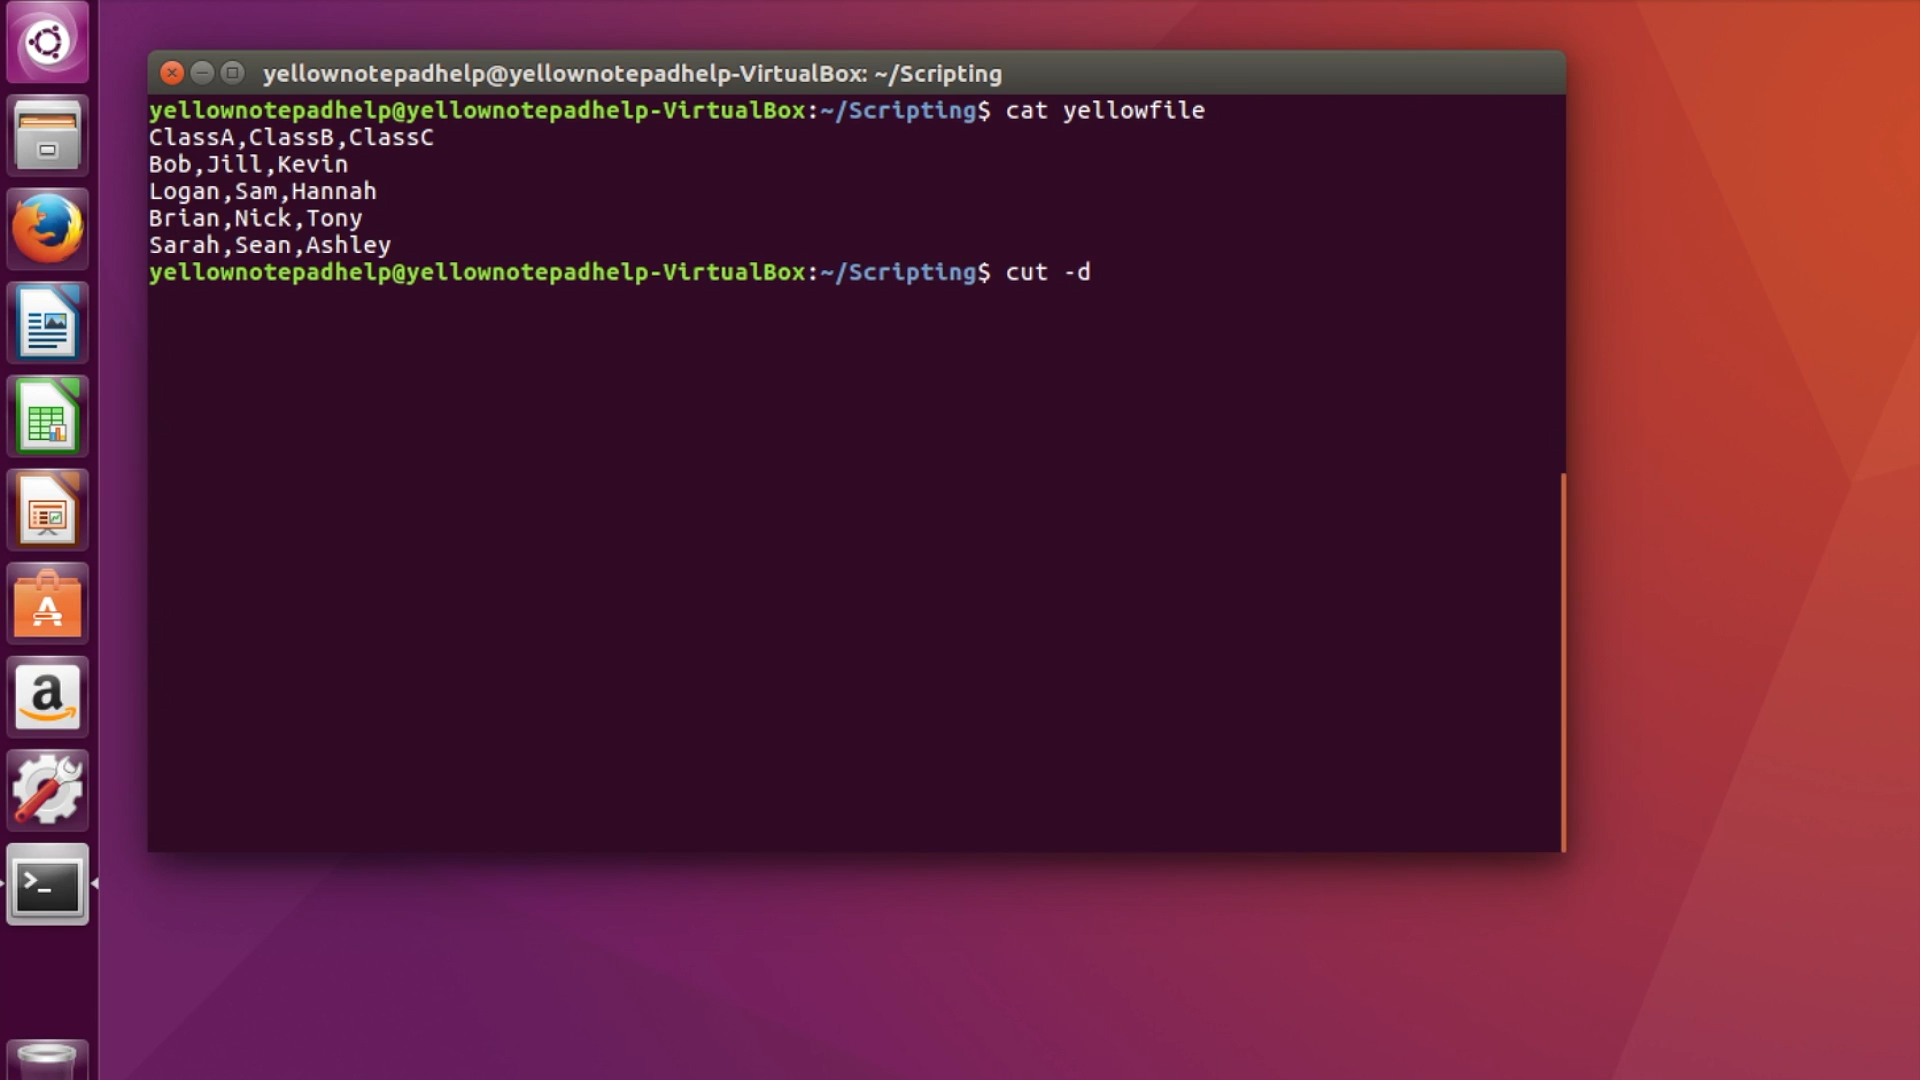 yellownotepadhelp@yellownotepadhelp-VirtualBox: ~/Scripting
yellownotepadhelp@yellownotepadhelp-VirtualBox:~/Scripting$ cat yellowfile
ClassA,ClassB,ClassC
Bob,Jill,Kevin
Logan,Sam,Hannah
Brian,Nick,Tony
Sarah,Sean,Ashley
yellownotepadhelp@yellownotepadhelp-VirtualBox:~/Scripting$ cut -d